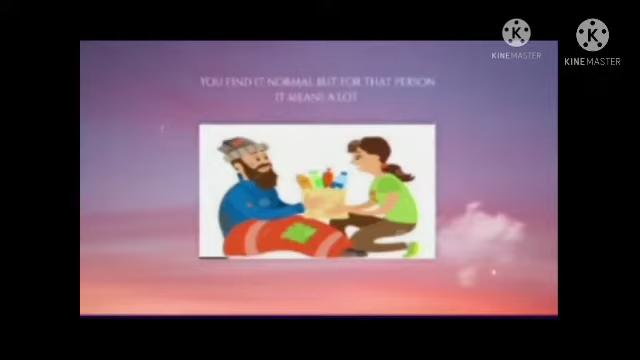 YOU FIND IT NORMAL BUT FOR THAT PERSON
IT MEANS A LOT
K
KINEMASTER
K
KINEMASTER